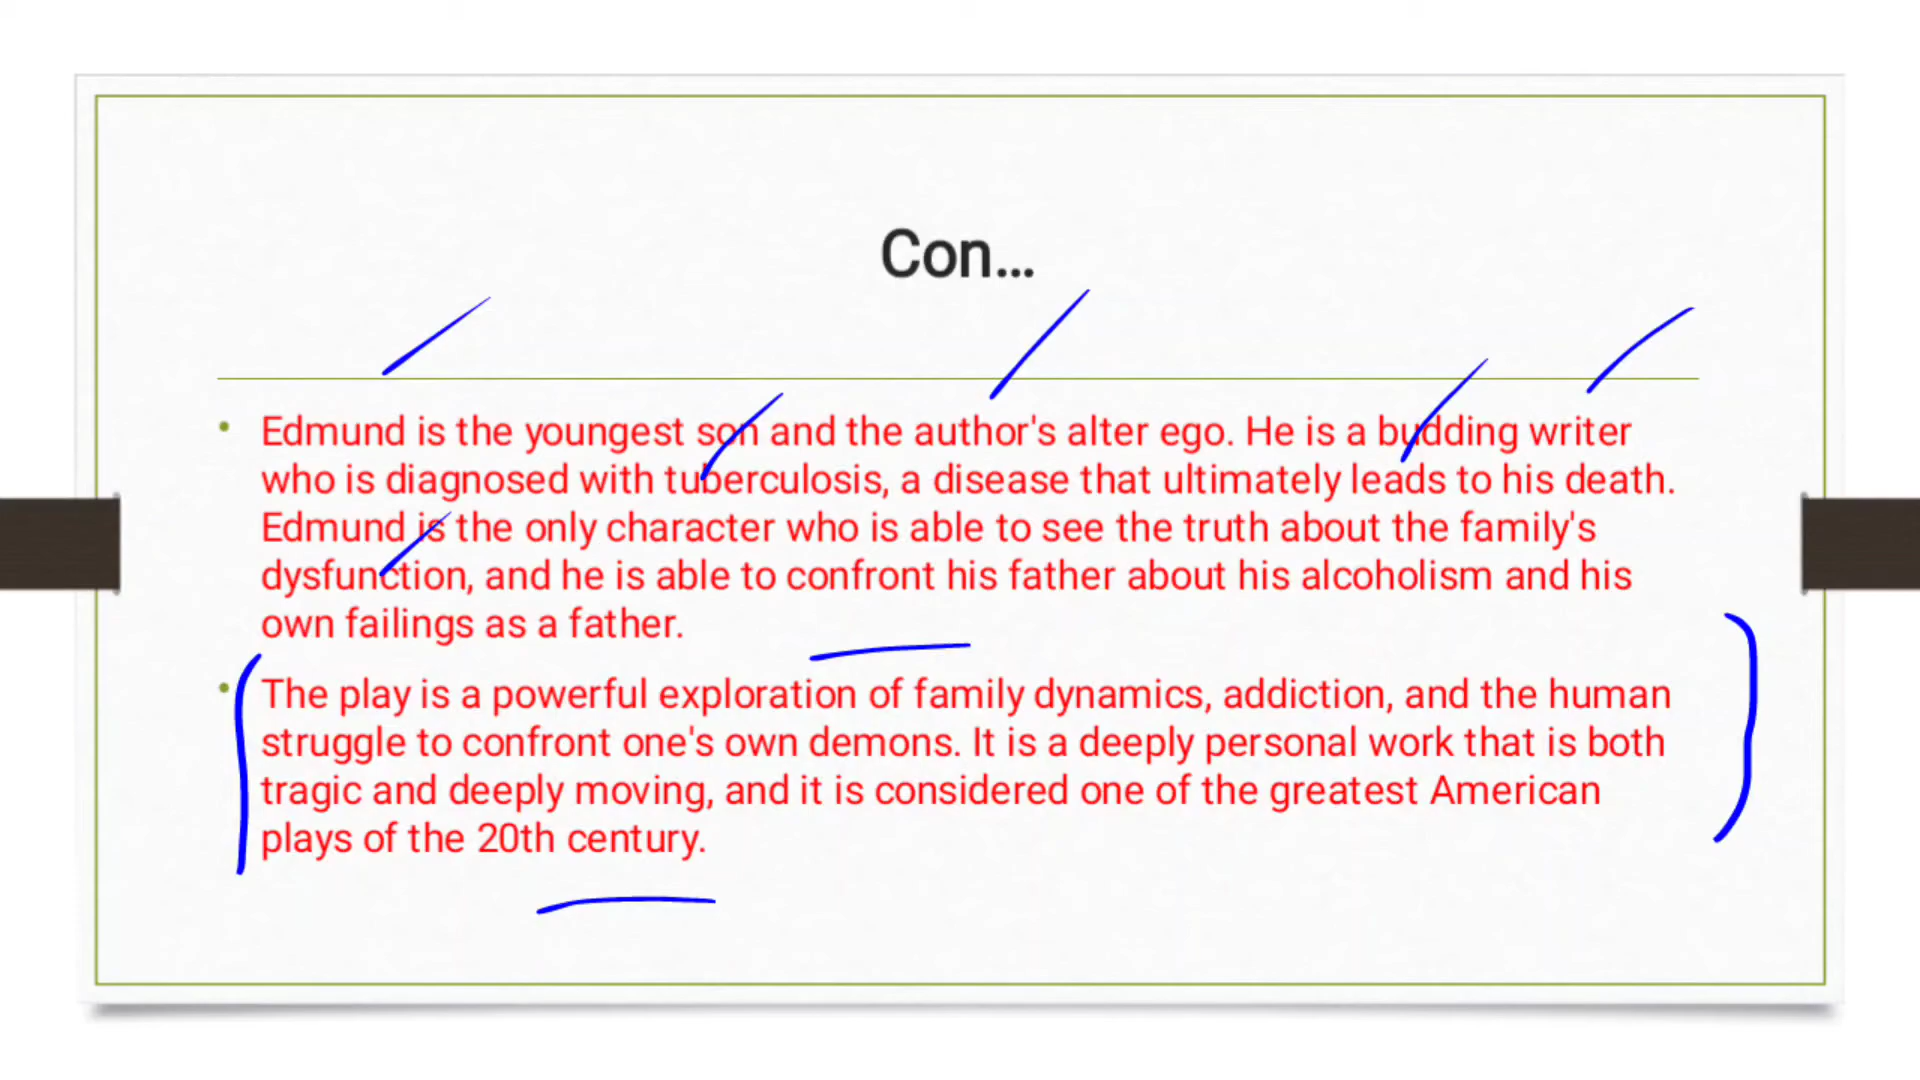 Con...
Edmund is the youngest son and the author's alter ego. He is a budding writer
who is diagnosed with tuberculosis, a disease that ultimately leads to his death.
Edmund is the only character who is able to see the truth about the family's
dysfunction, and he is able to confront his father about his alcoholism and his
own failings as a father.
The play is a powerful exploration of family dynamics, addiction, and the human
struggle to confront one's own demons. It is a deeply personal work that is both
tragic and deeply moving, and it is considered one of the greatest American
plays of the 20th century.